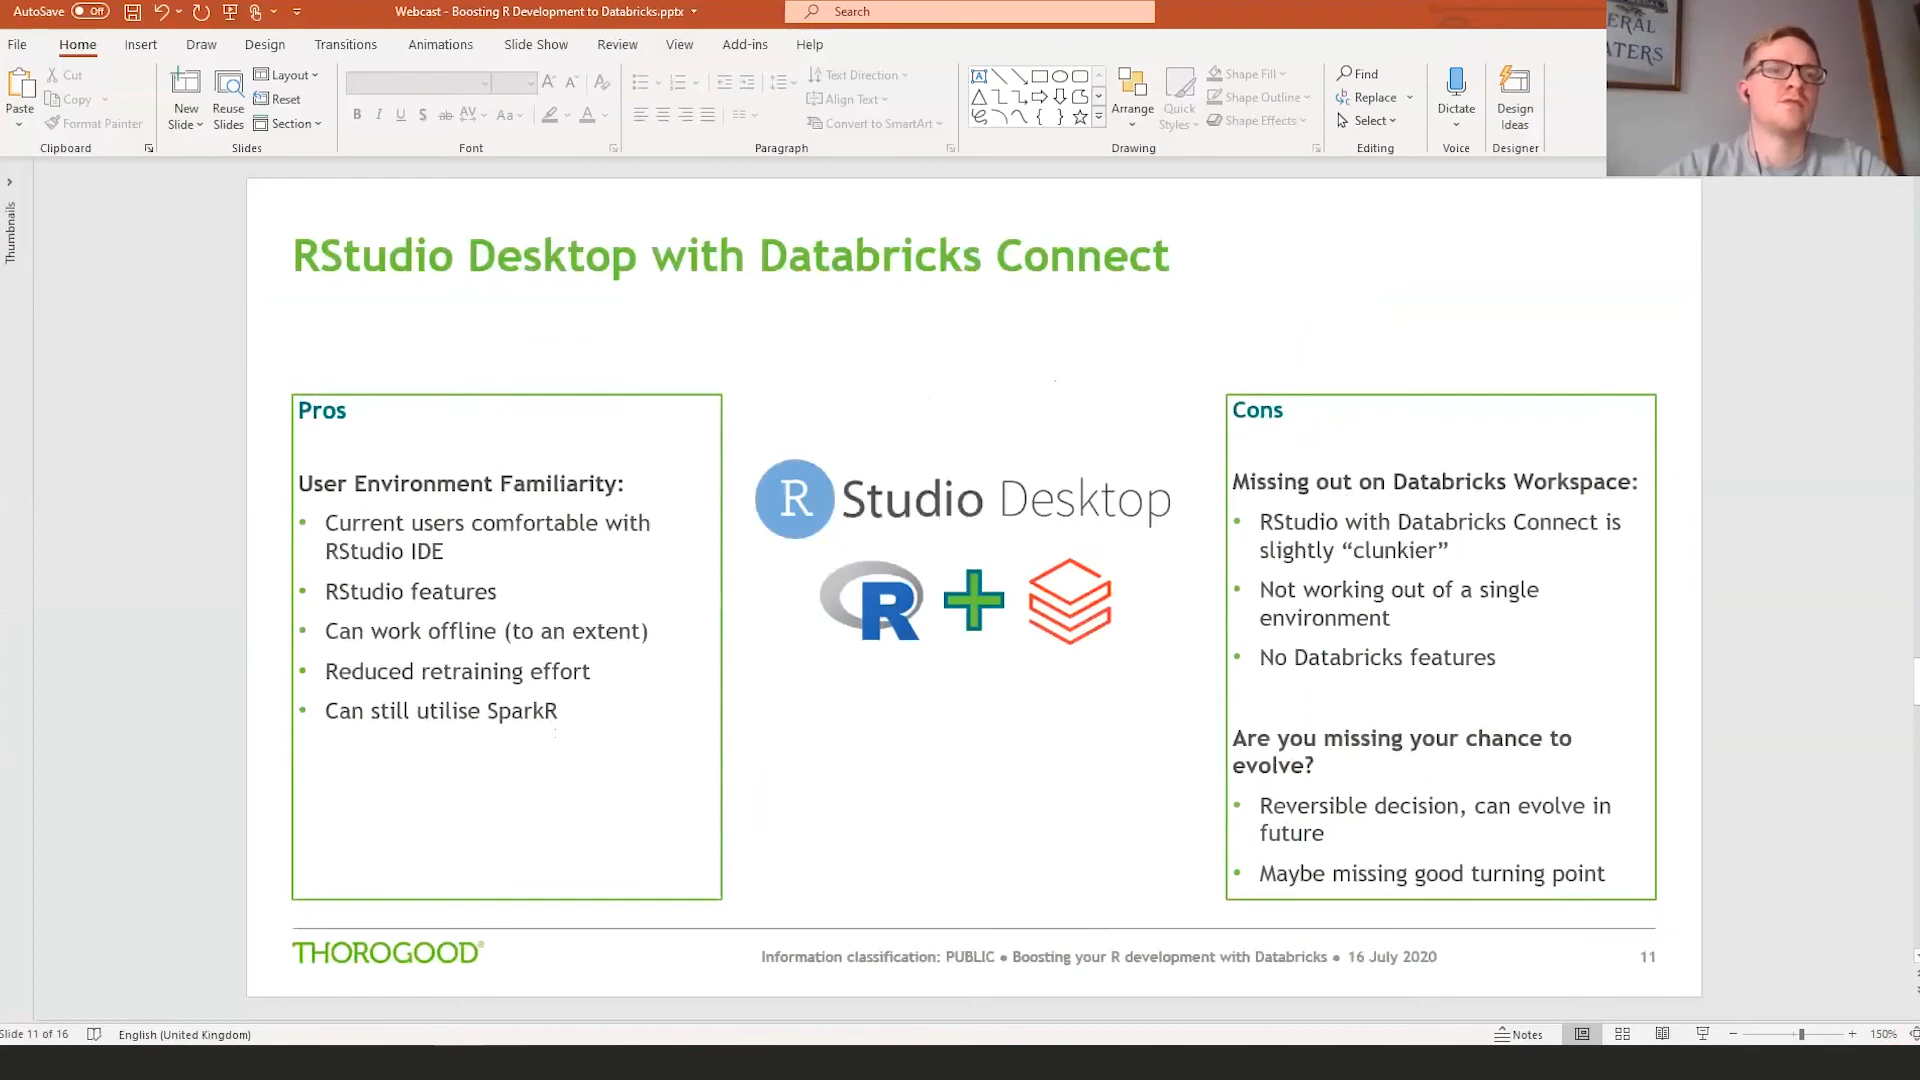 AutoSave Off
Webcast - Boosting R Development to Databricks.pptx
Search
File Home Insert Draw Design Transitions Animations Slide Show Review View Add-ins Help
Paste
Cut
Copy
Format Painter
Clipboard
New Slide
Reuse Slides
Layout
Reset
Section
Slides
B I U S ab AV Aa A
Font
Text Direction
Align Text
Convert to SmartArt
Paragraph
Arrange
Quick Styles
Shape Fill
Shape Outline
Shape Effects
Drawing
Find
Replace
Select
Editing
Dictate
Voice
Design Ideas
Designer
ERAL
ATERS
Thumbnails
RStudio Desktop with Databricks Connect
Pros
User Environment Familiarity:
• Current users comfortable with
RStudio IDE
• RStudio features
• Can work offline (to an extent)
• Reduced retraining effort
• Can still utilise SparkR
R Studio Desktop
R
Cons
Missing out on Databricks Workspace:
• RStudio with Databricks Connect is
slightly “clunkier”
• Not working out of a single
environment
• No Databricks features
Are you missing your chance to
evolve?
• Reversible decision, can evolve in
future
• Maybe missing good turning point
THOROGOOD®
Information classification: PUBLIC ● Boosting your R development with Databricks ● 16 July 2020
11
Slide 11 of 16
English (United Kingdom)
Notes
150%